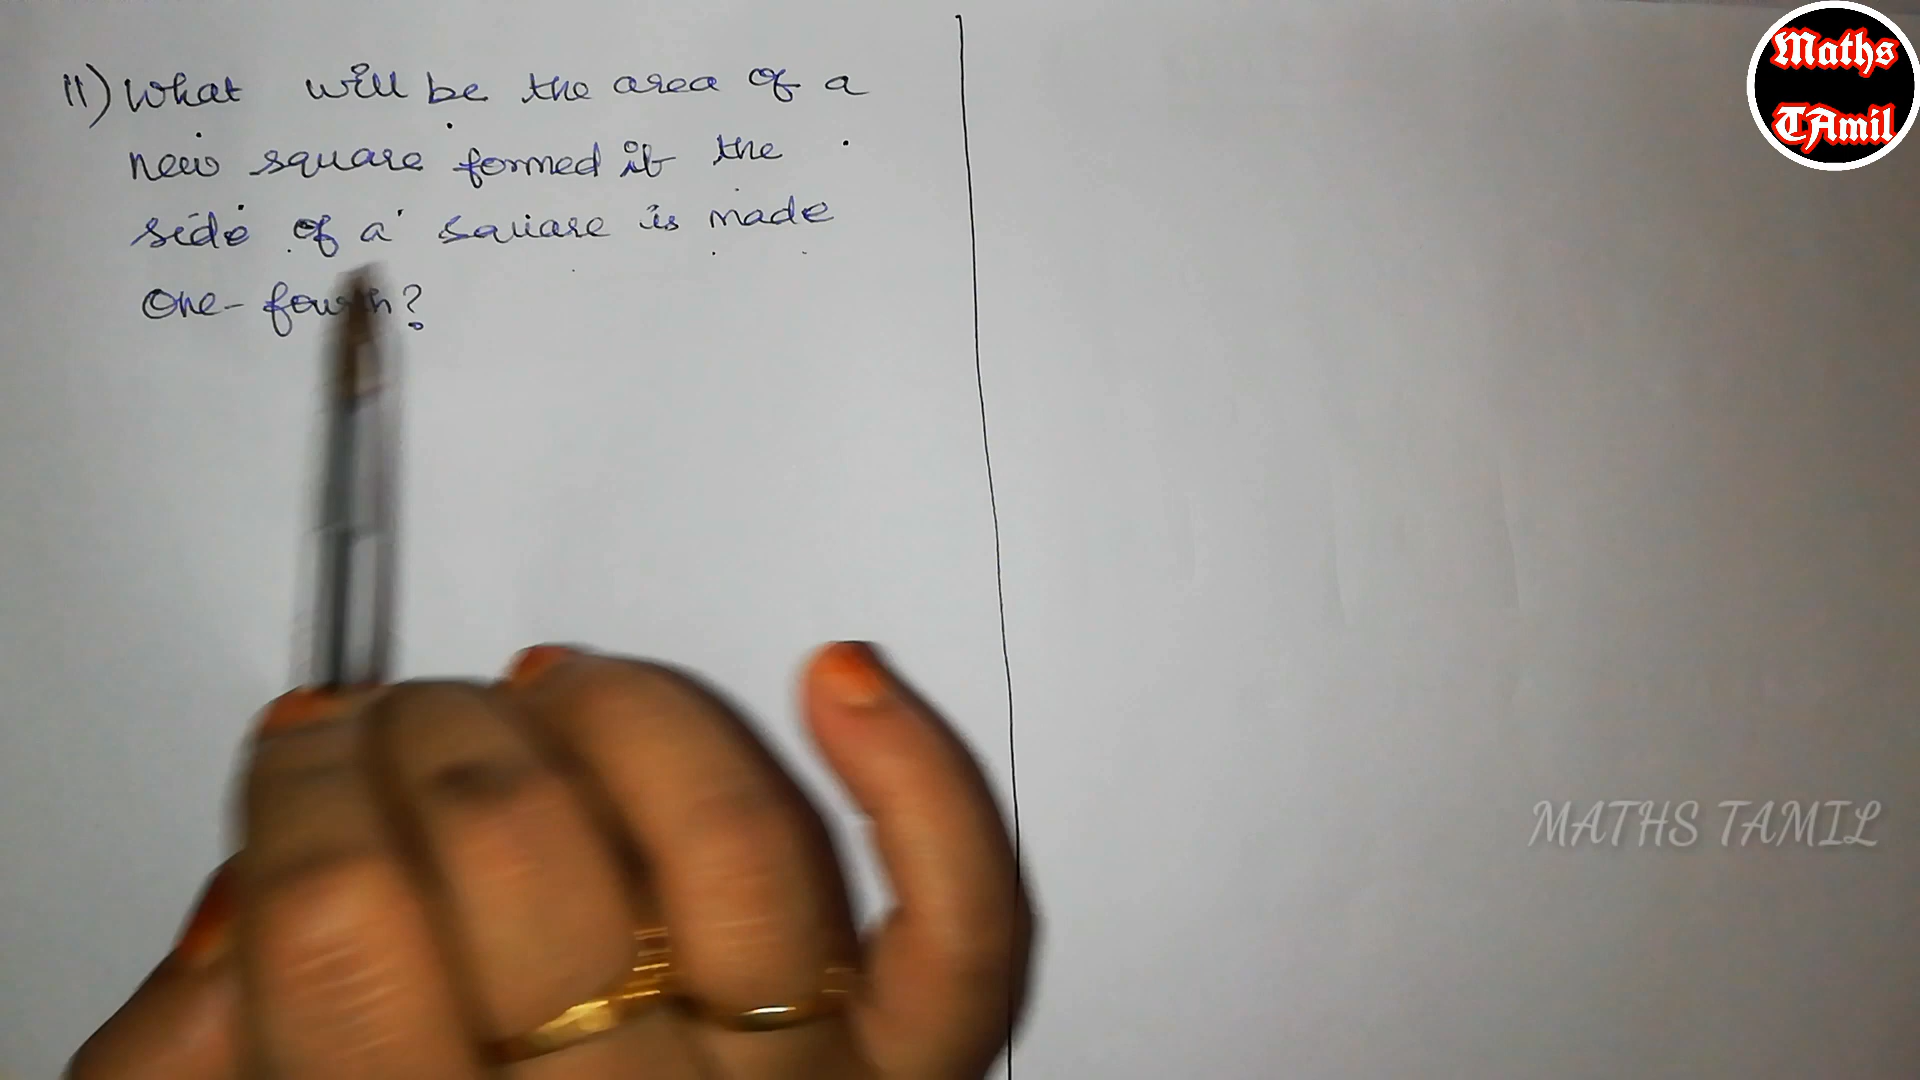 11) What will be the area of a
new square formed if the
side of a square is made
One-fourth?
Maths
TAmil
MATHS TAMIL